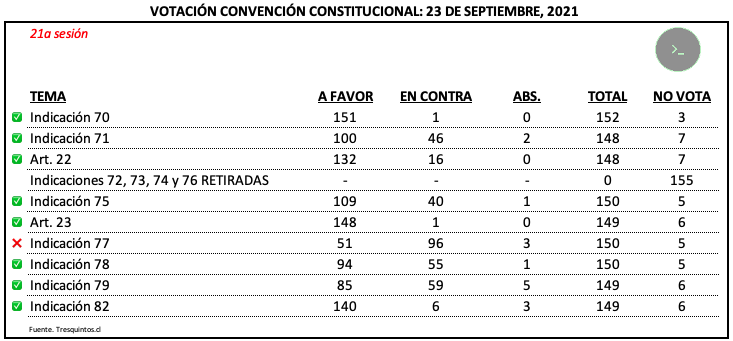 VOTACIÓN CONVENCIÓN CONSTITUCIONAL: 23 DE SEPTIEMBRE, 2021
21a sesión
>_
TEMA A FAVOR EN CONTRA ABS. TOTAL NO VOTA
Indicación 70 151 1 0 152 3
Indicación 71 100 46 2 148 7
Art. 22 132 16 0 148 7
Indicaciones 72, 73, 74 y 76 RETIRADAS - - - 0 155
Indicación 75 109 40 1 150 5
Art. 23 148 1 0 149 6
Indicación 77 51 96 3 150 5
Indicación 78 94 55 1 150 5
Indicación 79 85 59 5 149 6
Indicación 82 140 6 3 149 6
Fuente. Tresquintos.cl